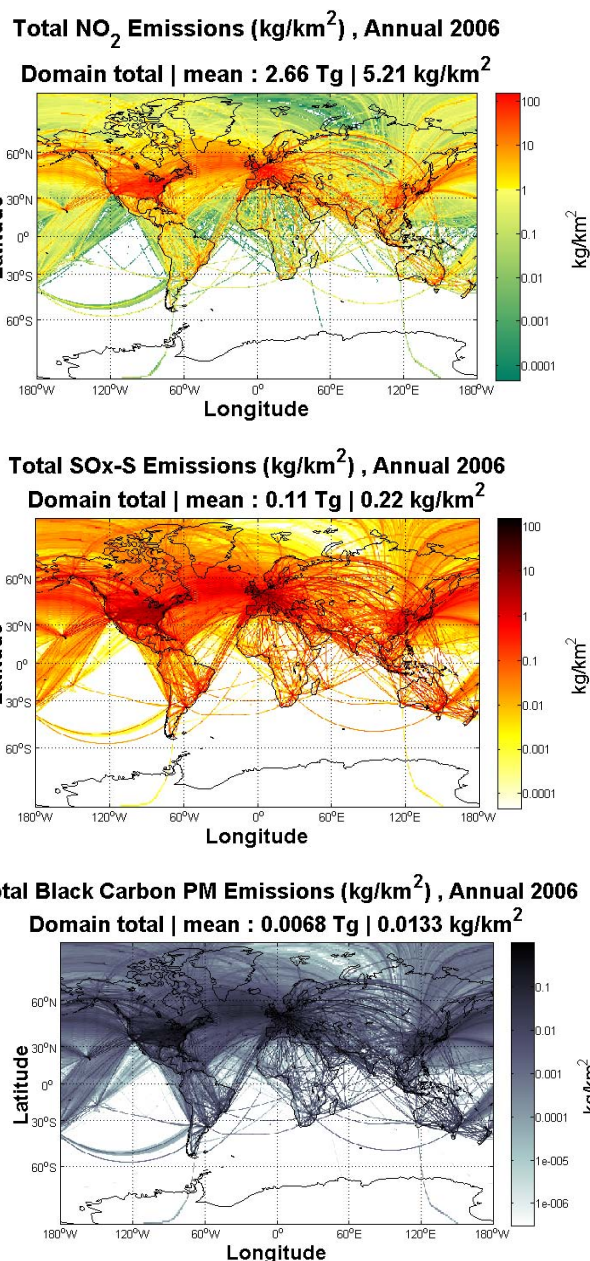 Total NO₂ Emissions (kg/km²) , Annual 2006
Domain total | mean : 2.66 Tg | 5.21 kg/km²
60°N
30°N
0°
30°S
60°S
180°W 120°W 60°W 0° 60°E 120°E 180°W
Longitude
100
10
1
0.1
0.01
0.001
0.0001
kg/km²
Total SOx-S Emissions (kg/km²) , Annual 2006
Domain total | mean : 0.11 Tg | 0.22 kg/km²
60°N
30°N
0°
30°S
60°S
180°W 120°W 60°W 0° 60°E 120°E 180°W
Longitude
100
10
1
0.1
0.01
0.001
0.0001
kg/km²
otal Black Carbon PM Emissions (kg/km²) , Annual 2006
Domain total | mean : 0.0068 Tg | 0.0133 kg/km²
Latitude
60°N
30°N
0°
30°S
60°S
180°W 120°W 60°W 0° 60°E 120°E 180°W
Longitude
0.1
0.01
0.0001
1e-006
kg/km²